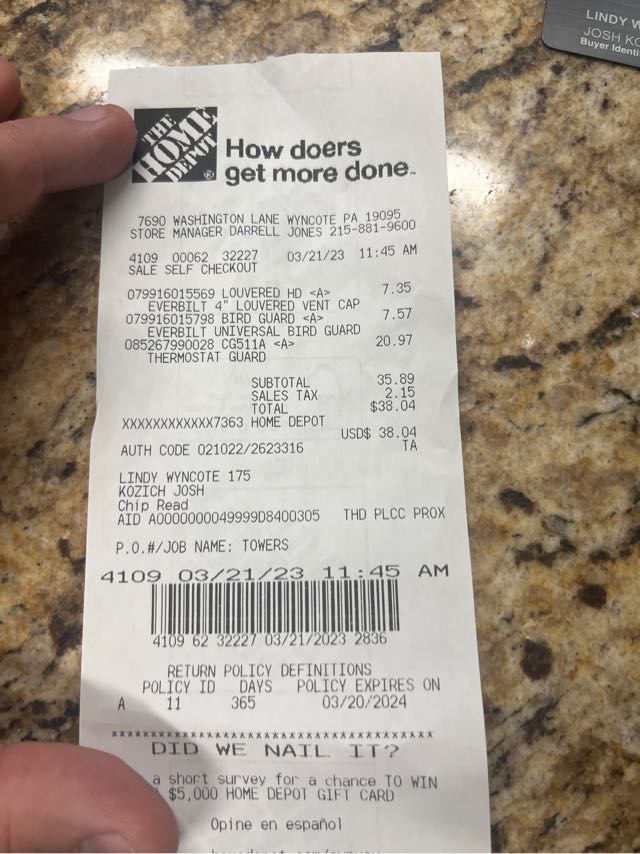 LINDY W
JOSH KO
Buyer Identi
THE
HOME
DEPOT
How doers
get more done.
7690 WASHINGTON LANE WYNCOTE PA 19095
STORE MANAGER DARRELL JONES 215-881-9600
4109 00062 32227 03/21/23 11:45 AM
SALE SELF CHECKOUT
079916015569 LOUVERED HD <A> 7.35
EVERBILT 4" LOUVERED VENT CAP
079916015798 BIRD GUARD <A> 7.57
EVERBILT UNIVERSAL BIRD GUARD
085267990028 CG511A <A> 20.97
THERMOSTAT GUARD
SUBTOTAL 35.89
SALES TAX 2.15
TOTAL $38.04
XXXXXXXXXXXX7363 HOME DEPOT
USD$ 38.04
AUTH CODE 021022/2623316 TA
LINDY WYNCOTE 175
KOZICH JOSH
Chip Read
AID A0000000049999D8400305 THD PLCC PROX
P.O.#/JOB NAME: TOWERS
4109 03/21/23 11:45 AM
4109 62 32227 03/21/2023 2836
RETURN POLICY DEFINITIONS
POLICY ID DAYS POLICY EXPIRES ON
A 11 365 03/20/2024
****************************************
DID WE NAIL IT?
a short survey for a chance TO WIN
$5,000 HOME DEPOT GIFT CARD
Opine en español